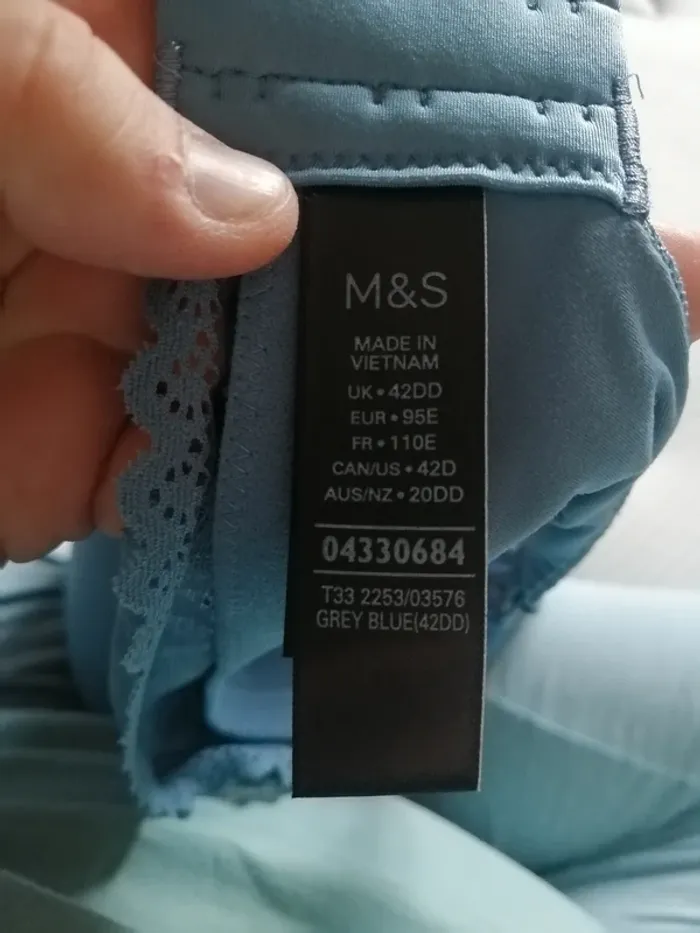 M&S
MADE IN
VIETNAM
UK • 42DD
EUR • 95E
FR • 110E
CAN/US • 42D
AUS/NZ • 20DD
04330684
T33 2253/03576
GREY BLUE(42DD)